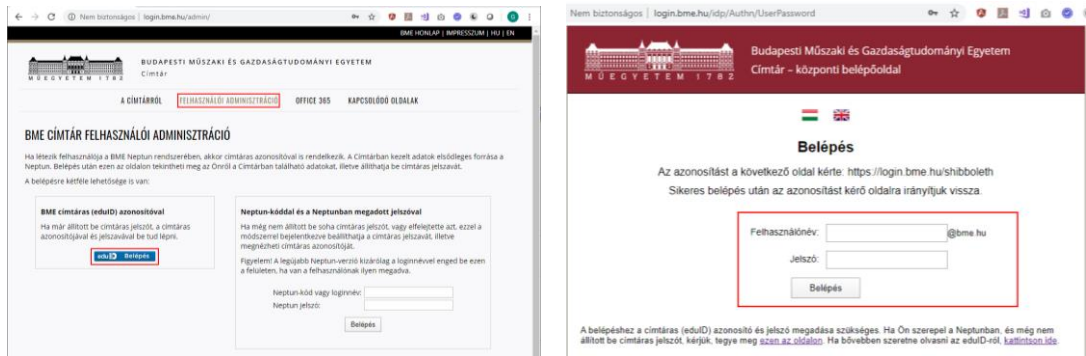 Nem biztonságos | login.bme.hu/admin/
BME HONLAP | IMPRESSZUM | HU | EN
MŰEGYETEM 1782
BUDAPESTI MŰSZAKI ÉS GAZDASÁGTUDOMÁNYI EGYETEM
Címtár
A CÍMTÁRRÓL FELHASZNÁLÓI ADMINISZTRÁCIÓ OFFICE 365 KAPCSOLÓDÓ OLDALAK
BME CÍMTÁR FELHASZNÁLÓI ADMINISZTRÁCIÓ
Ha létezik felhasználója a BME Neptun rendszerében, akkor címtáras azonosítóval is rendelkezik. A Címtárban kezelt adatok elsődleges forrása a
Neptun. Belépés után ezen az oldalon tekintheti meg az Önről a Címtárban található adatokat, illetve állíthatja be címtáras jelszavát.
A belépésre kétféle lehetősége is van:
BME címtáras (eduID) azonosítóval
Ha már állított be címtáras jelszót, a címtáras
azonosítójával és jelszavával be tud lépni.
eduID Belépés
Neptun-kóddal és a Neptunban megadott jelszóval
Ha még nem állított be soha címtáras jelszót, vagy elfelejtette azt, ezzel a
módszerrel bejelentkezve beállíthatja a címtáras jelszavát, illetve
megnézheti címtáras azonosítóját.
Figyelem! A legújabb Neptun-verzió kizárólag a loginnévvel enged be ezen
a felületen, ha van a felhasználónak ilyen megadva.
Neptun-kód vagy loginnév:
Neptun jelszó:
Belépés
Nem biztonságos | login.bme.hu/idp/Authn/UserPassword
MŰEGYETEM 1782
Budapesti Műszaki és Gazdaságtudományi Egyetem
Címtár – központi belépőoldal
Belépés
Az azonosítást a következő oldal kérte: https://login.bme.hu/shibboleth
Sikeres belépés után az azonosítást kérő oldalra irányítjuk vissza.
Felhasználónév: @bme.hu
Jelszó:
Belépés
A belépéshez a címtáras (eduID) azonosító és jelszó megadása szükséges. Ha Ön szerepel a Neptunban, és még nem
állított be címtáras jelszót, kérjük, tegye meg ezen az oldalon. Ha bővebben szeretne olvasni az eduID-ról, kattintson ide.